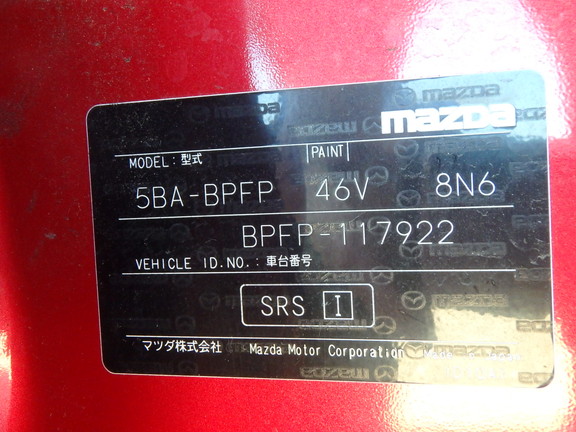 mazda
MODEL: 型式 PAINT
5BA-BPFP 46V 8N6
BPFP-117922
VEHICLE ID.NO.: 車台番号
SRS I
マツダ株式会社 Mazda Motor Corporation